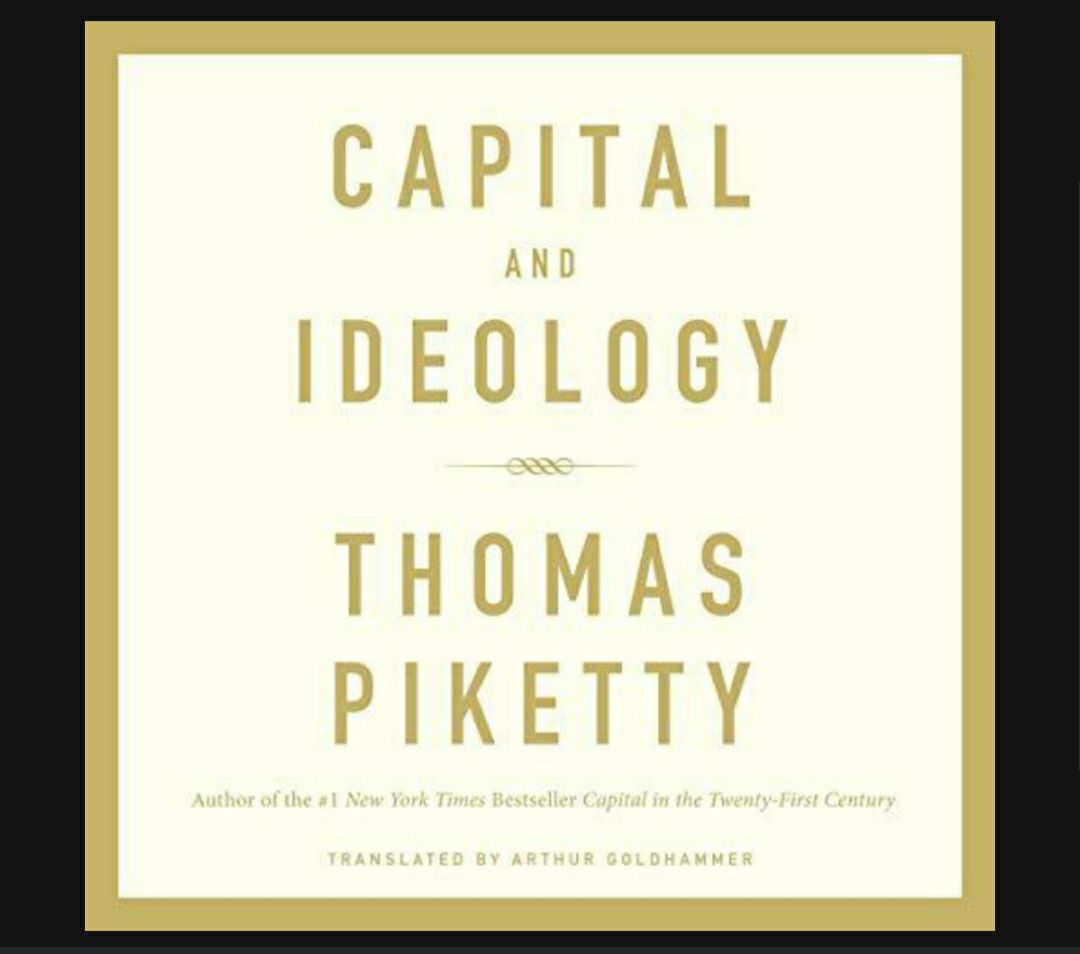 CAPITAL
AND
IDEOLOGY
THOMAS
PIKETTY
Author of the #1 New York Times Bestseller Capital in the Twenty-First Century
TRANSLATED BY ARTHUR GOLDHAMMER